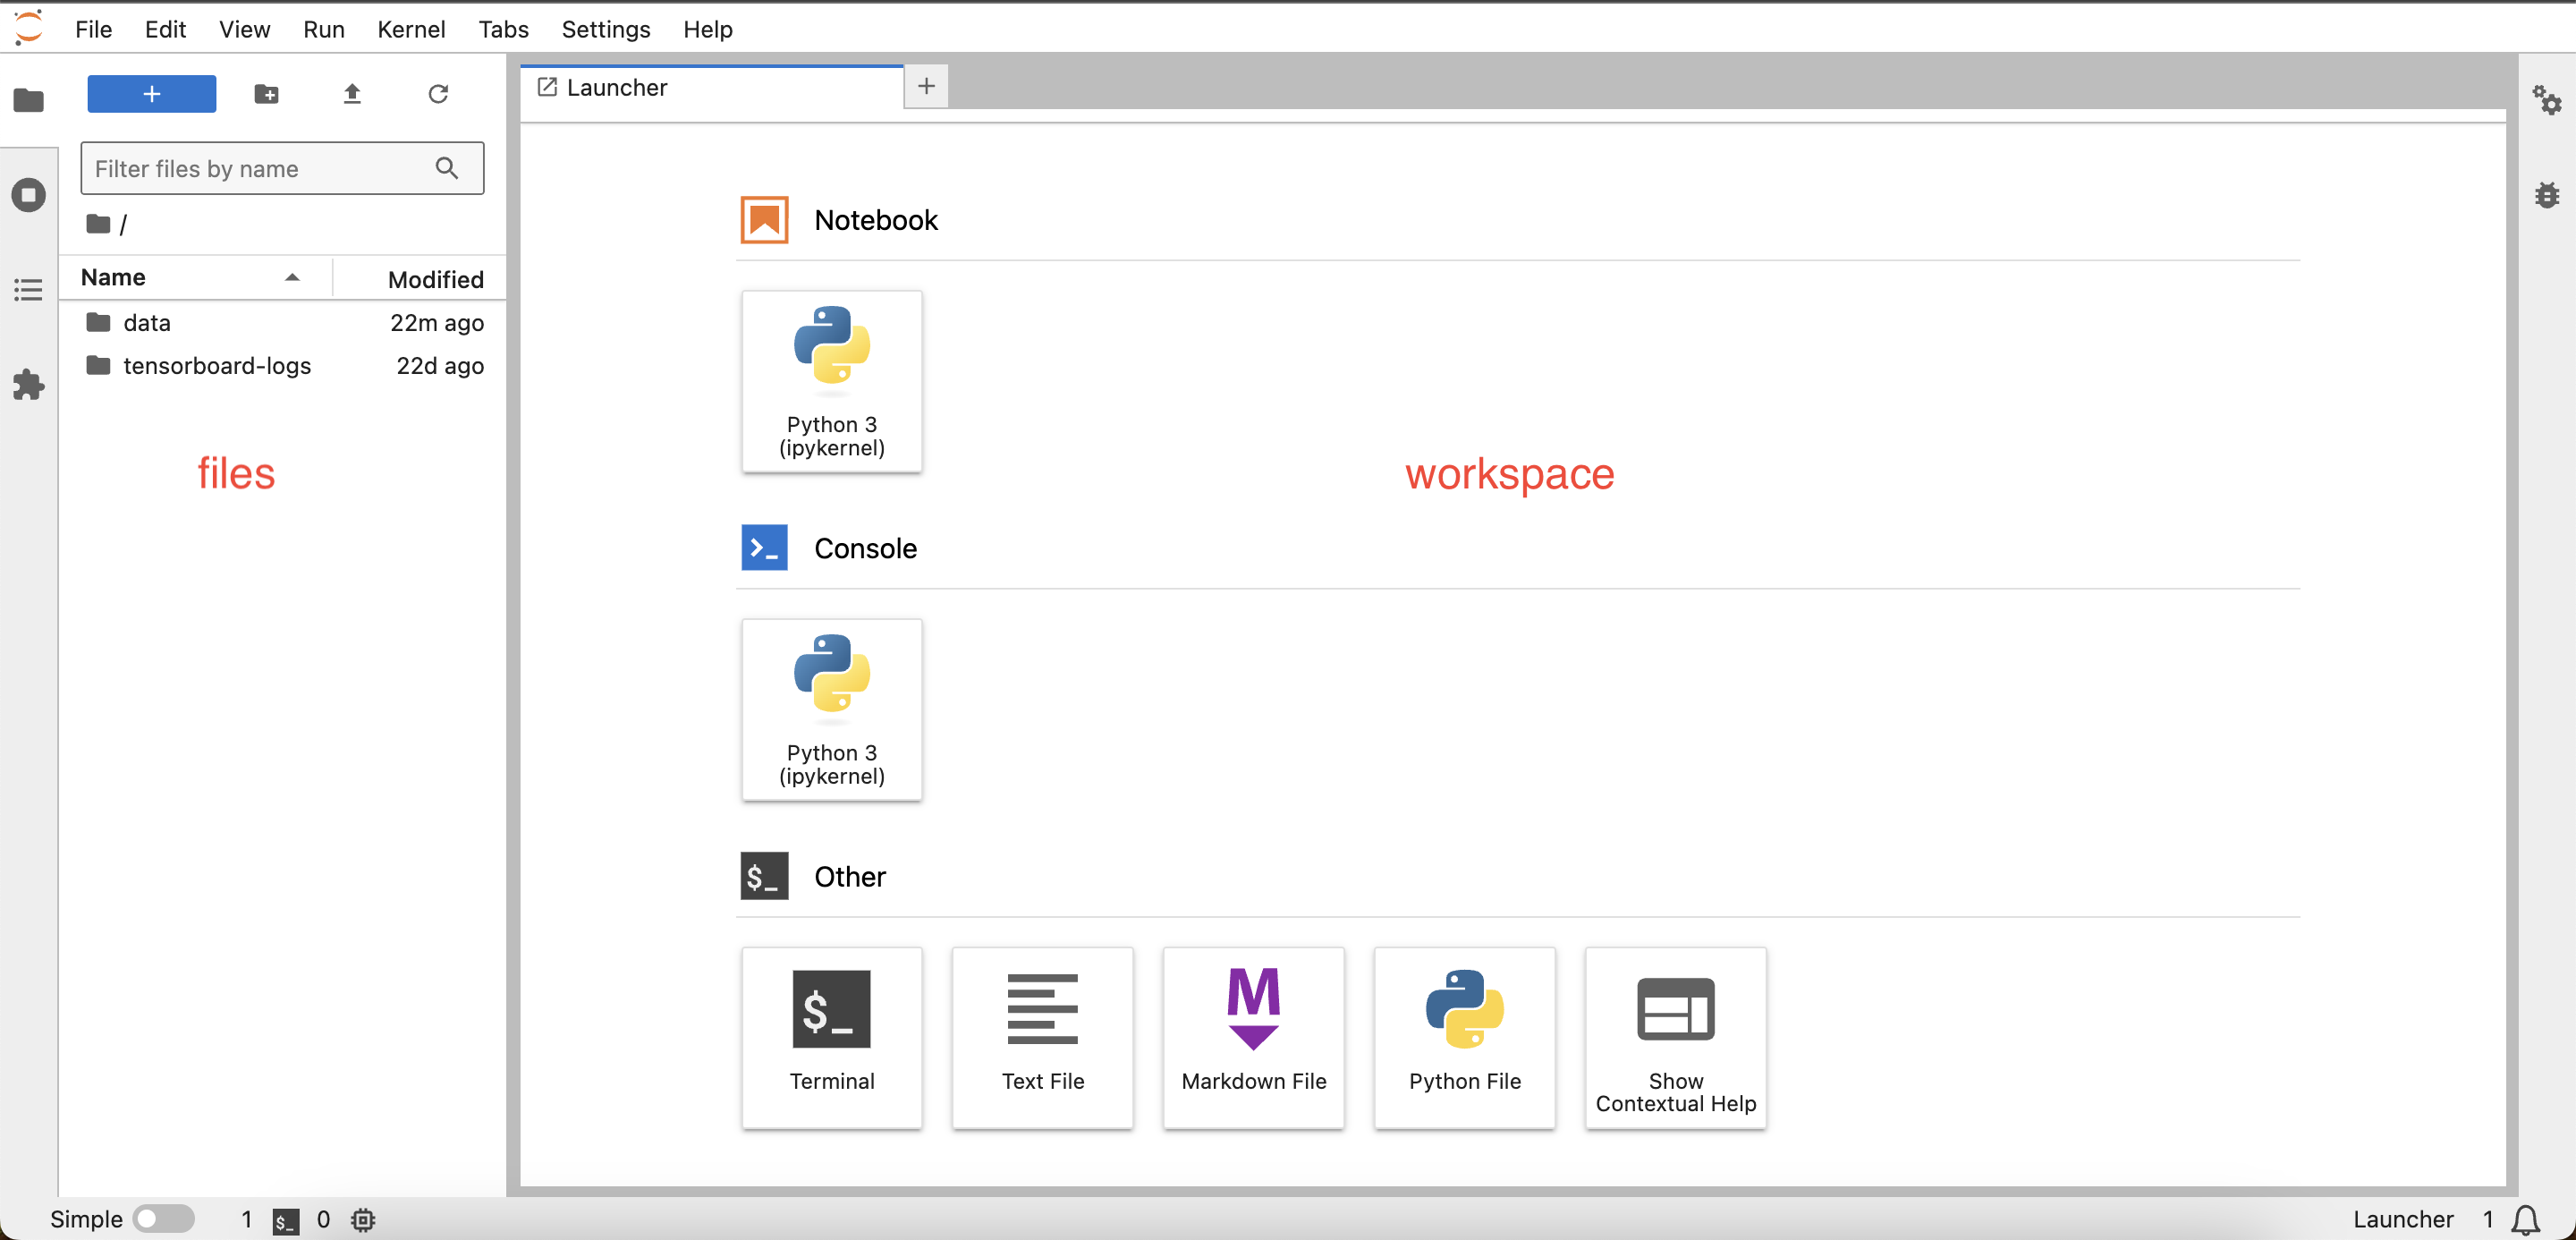 File Edit View Run Kernel Tabs Settings Help
Launcher
Filter files by name
/
Name Modified
data 22m ago
tensorboard-logs 22d ago
files
Notebook
Python 3
(ipykernel)
workspace
Console
Python 3
(ipykernel)
$_ Other
$_
Terminal
Text File
M
Markdown File
Python File
Show
Contextual Help
Simple 1 $_ 0
Launcher 1